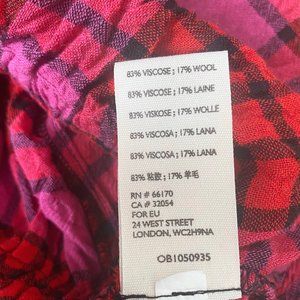 83% VISCOSE ; 17% WOOL
83% VISCOSE ; 17% LAINE
83% VISKOSE ; 17% WOLLE
83% VISCOSA ; 17% LANA
83% VISCOSA ; 17% LANA
83% 粘胶 ; 17% 羊毛
RN # 66170
CA # 32054
FOR EU
24 WEST STREET
LONDON, WC2H9NA
OB1050935